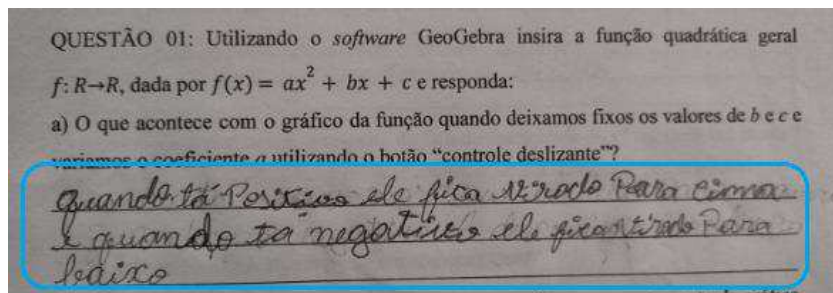 QUESTÃO 01: Utilizando o software GeoGebra insira a função quadrática geral
f: R→R, dada por f(x) = ax² + bx + c e responda:
a) O que acontece com o gráfico da função quando deixamos fixos os valores de b e c e
variamos o coeficiente a utilizando o botão “controle deslizante”?
quando tá Positivo ele fica virado Para cima
e quando ta negativo ele fica virado Para
baixo